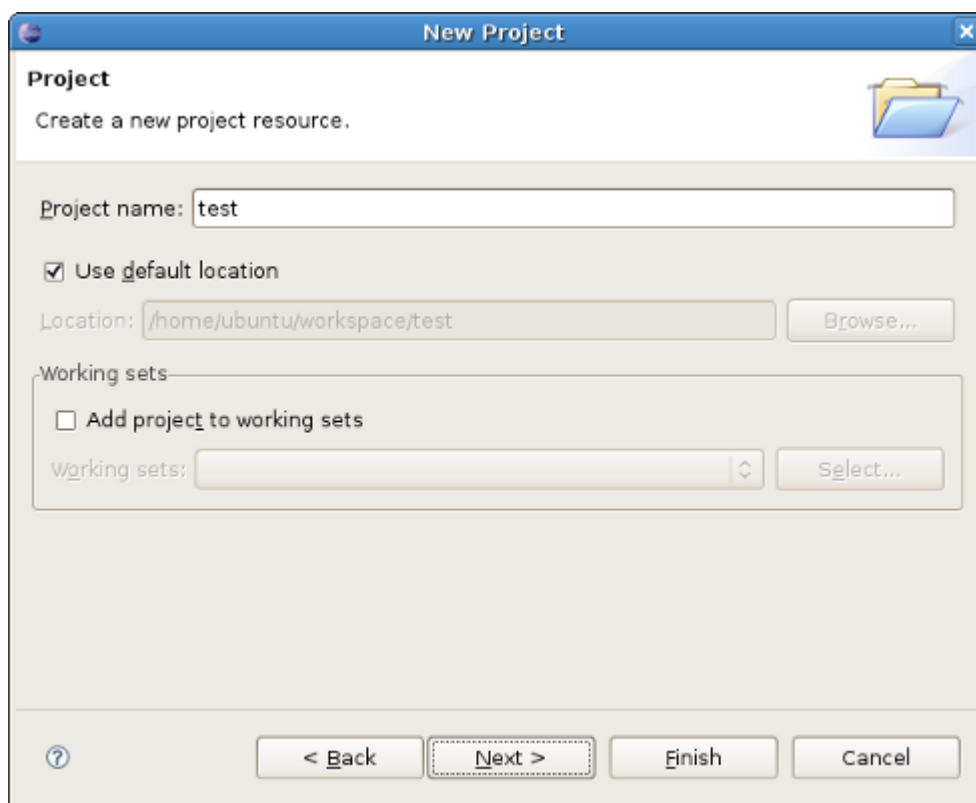 New Project
Project
Create a new project resource.
Project name: test
Use default location
Location: /home/ubuntu/workspace/test Browse...
Working sets
Add project to working sets
Working sets: Select...
< Back Next > Finish Cancel